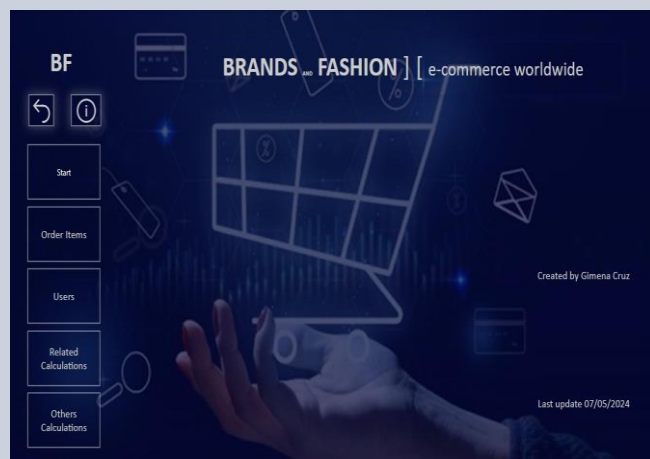 BF
BRANDS AND FASHION ] [ e-commerce worldwide
Start
Order Items
Users
Related
Calculations
Others
Calculations
Created by Gimena Cruz
Last update 07/05/2024